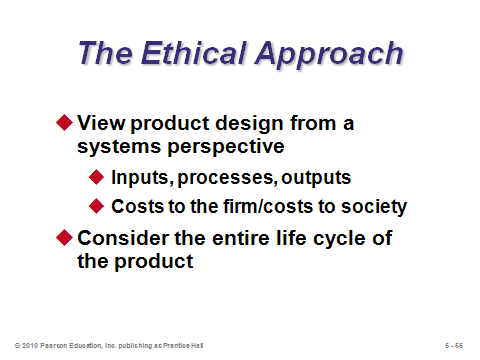 The Ethical Approach
View product design from a
systems perspective
Inputs, processes, outputs
Costs to the firm/costs to society
Consider the entire life cycle of
the product
© 2010 Pearson Education, Inc. publishing as Prentice Hall
5 - 55